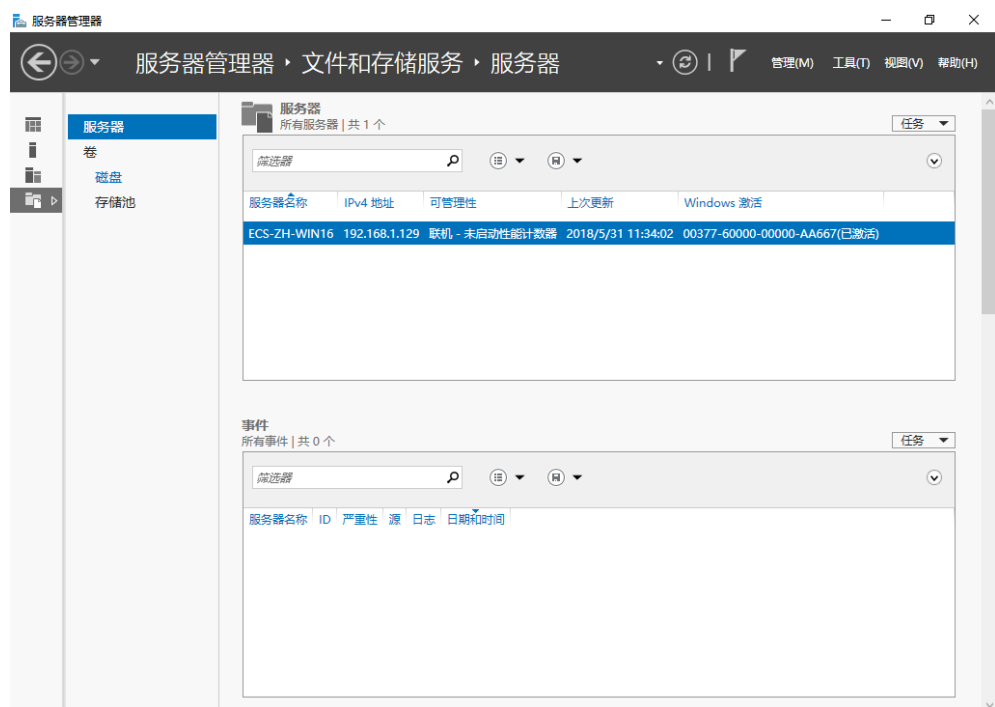 服务器管理器
服务器管理器 · 文件和存储服务 · 服务器
管理(M) 工具(T) 视图(V) 帮助(H)
服务器
卷
磁盘
存储池
服务器
所有服务器 | 共 1 个
任务
筛选器
服务器名称 IPv4 地址 可管理性 上次更新 Windows 激活
ECS-ZH-WIN16 192.168.1.129 联机 - 未启动性能计数器 2018/5/31 11:34:02 00377-60000-00000-AA667(已激活)
事件
所有事件 | 共 0 个
任务
筛选器
服务器名称 ID 严重性 源 日志 日期和时间